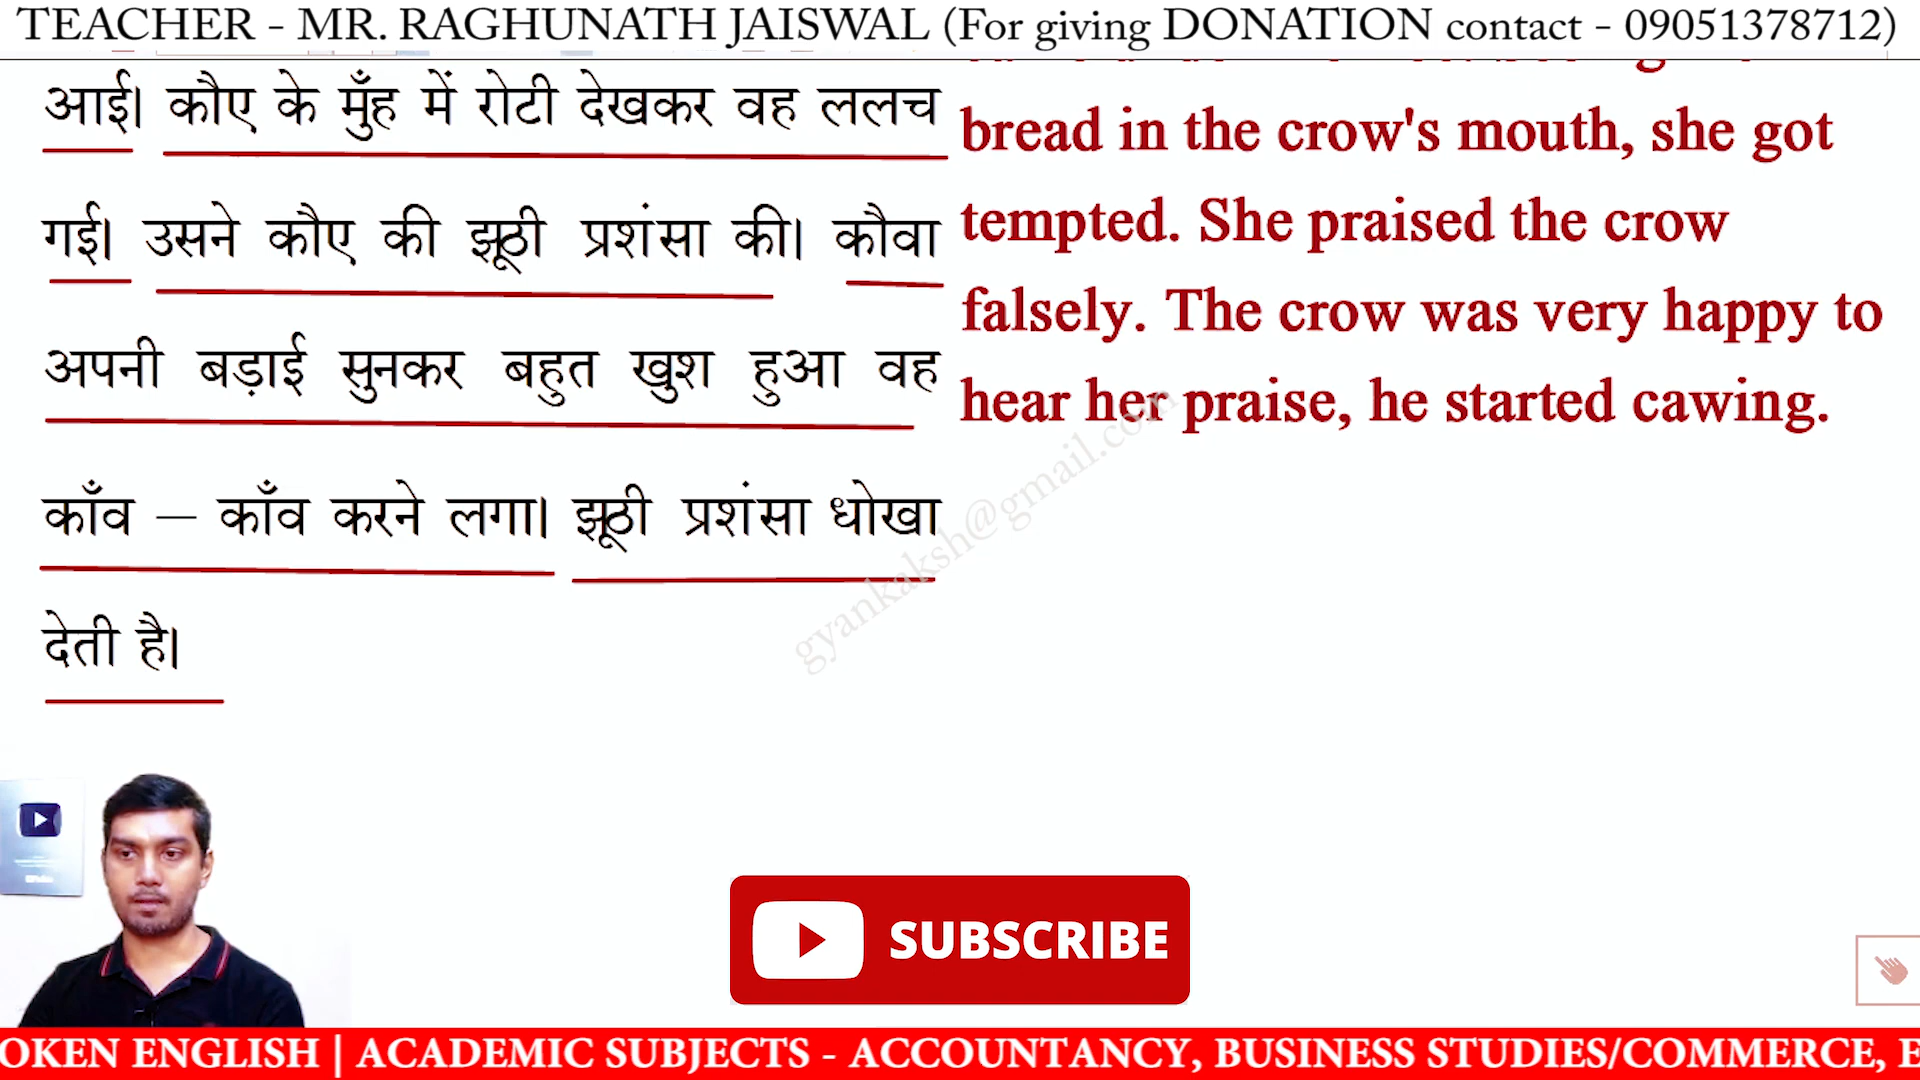 TEACHER - MR. RAGHUNATH JAISWAL (For giving DONATION contact - 09051378712)
आई। कौए के मुँह में रोटी देखकर वह ललच
गई। उसने कौए की झूठी प्रशंसा की। कौवा
अपनी बड़ाई सुनकर बहुत खुश हुआ वह
काँव – काँव करने लगा। झूठी प्रशंसा धोखा
देती है।
bread in the crow's mouth, she got
tempted. She praised the crow
falsely. The crow was very happy to
hear her praise, he started cawing.
gyankaksh@gmail.com
SUBSCRIBE
OKEN ENGLISH | ACADEMIC SUBJECTS - ACCOUNTANCY, BUSINESS STUDIES/COMMERCE, E